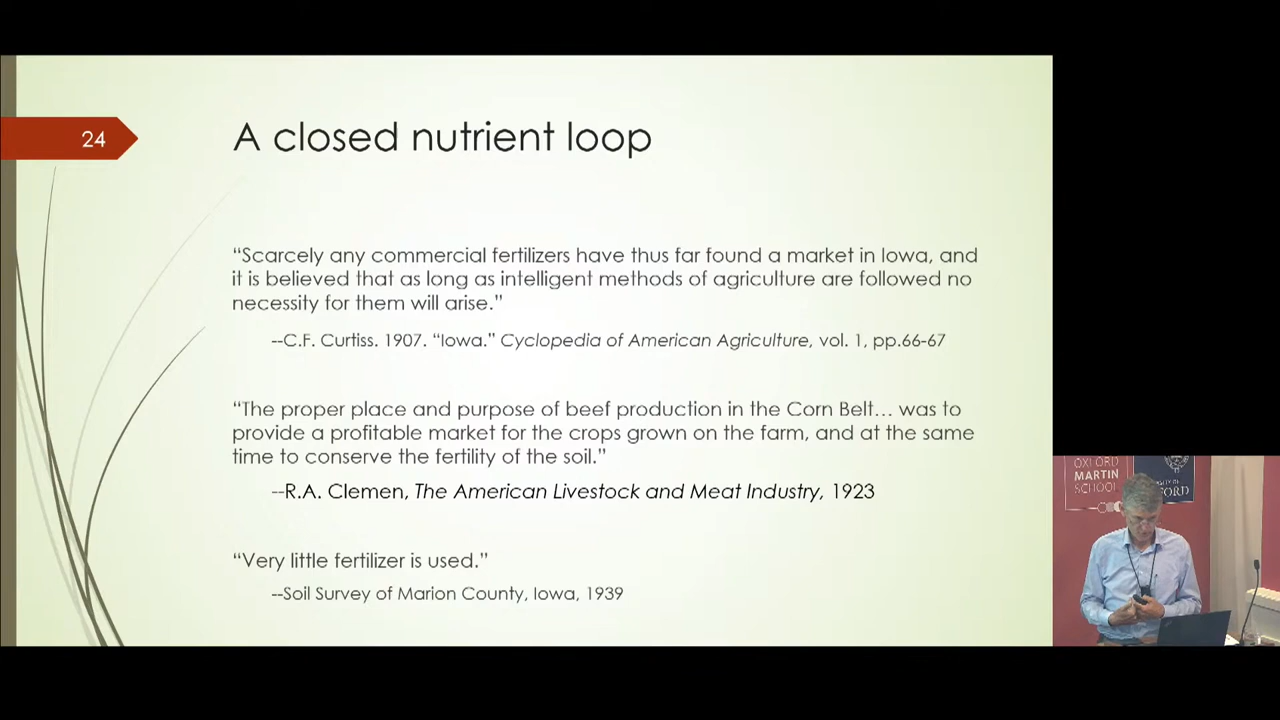 24
A closed nutrient loop
“Scarcely any commercial fertilizers have thus far found a market in Iowa, and
it is believed that as long as intelligent methods of agriculture are followed no
necessity for them will arise.”
--C.F. Curtiss. 1907. “Iowa.” Cyclopedia of American Agriculture, vol. 1, pp.66-67
“The proper place and purpose of beef production in the Corn Belt… was to
provide a profitable market for the crops grown on the farm, and at the same
time to conserve the fertility of the soil.”
--R.A. Clemen, The American Livestock and Meat Industry, 1923
“Very little fertilizer is used.”
--Soil Survey of Marion County, Iowa, 1939
OXFORD
MARTIN
SCHOOL